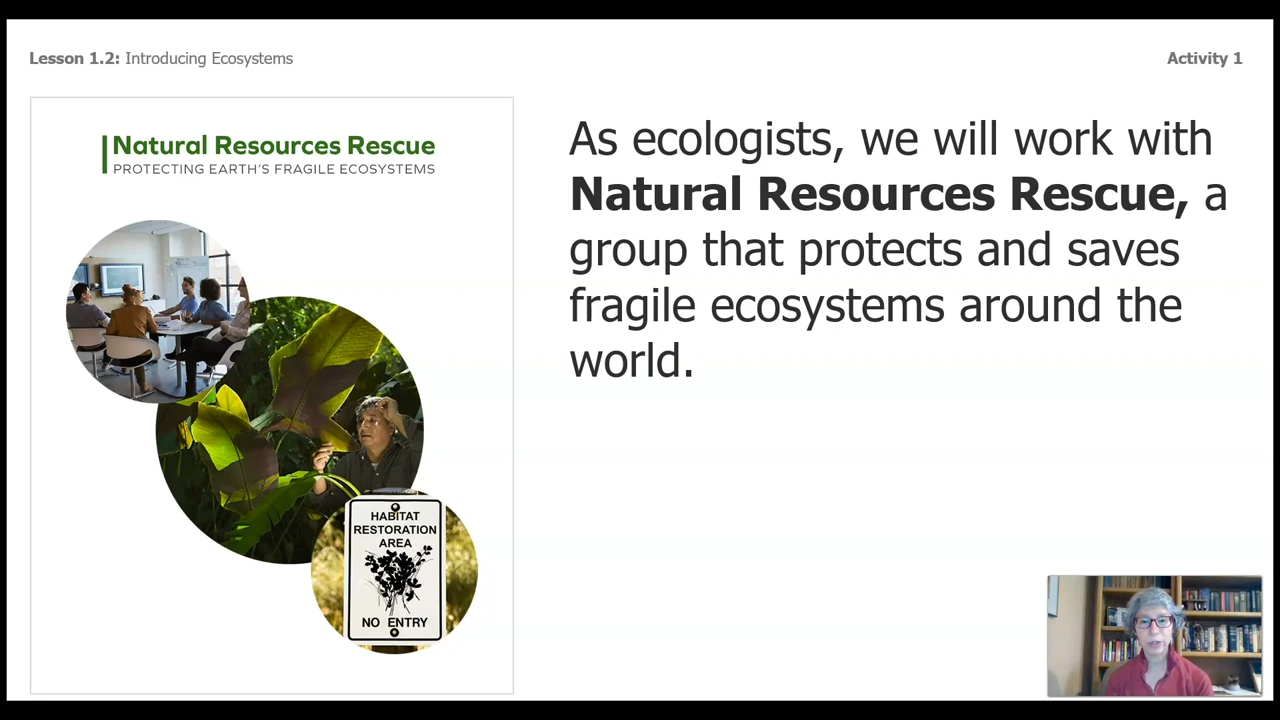 Lesson 1.2: Introducing Ecosystems
Activity 1
Natural Resources Rescue
PROTECTING EARTH'S FRAGILE ECOSYSTEMS
HABITAT
RESTORATION
AREA
NO ENTRY
As ecologists, we will work with
Natural Resources Rescue, a
group that protects and saves
fragile ecosystems around the
world.